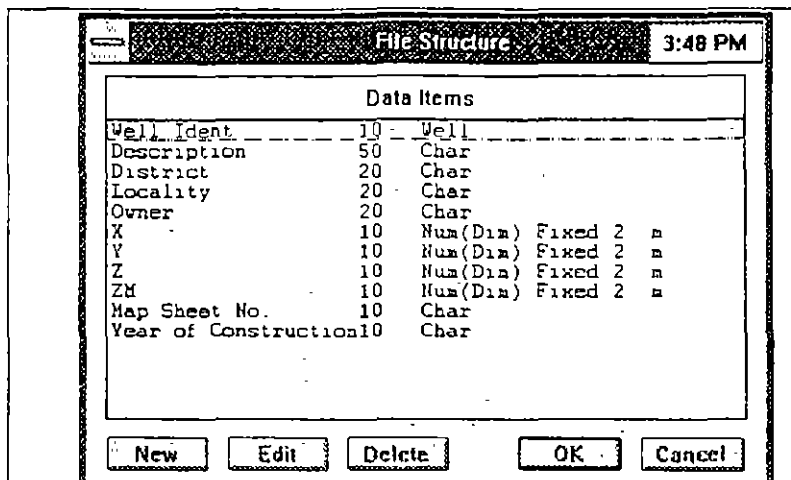 File Structure 3:48 PM
Data Items
Well Ident 10 Well
Description 50 Char
District 20 Char
Locality 20 Char
Owner 20 Char
X 10 Num(Dim) Fixed 2 m
Y 10 Num(Dim) Fixed 2 m
Z 10 Num(Dim) Fixed 2 m
ZM 10 Num(Dim) Fixed 2 m
Map Sheet No. 10 Char
Year of Construction10 Char
New Edit Delete OK Cancel